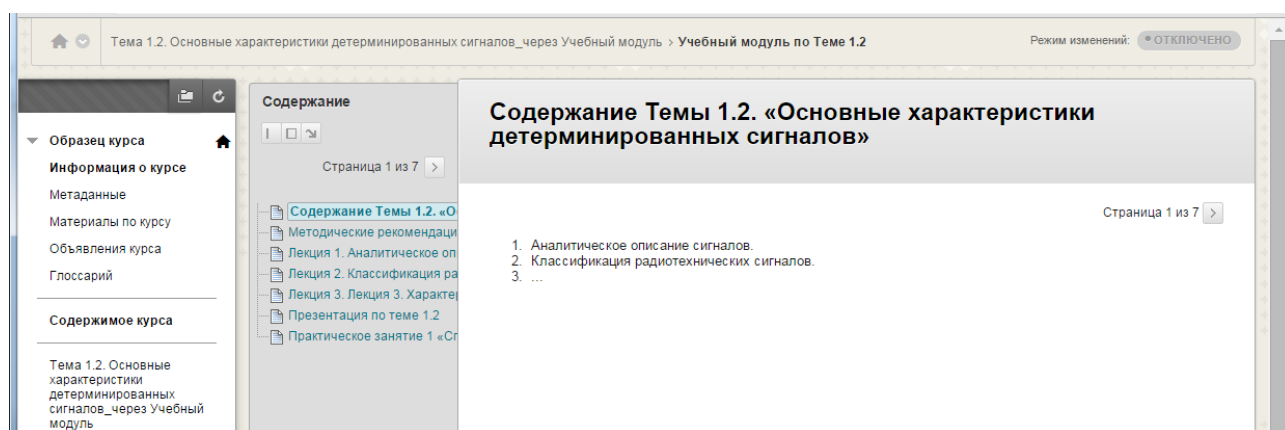 Тема 1.2. Основные характеристики детерминированных сигналов_через Учебный модуль > Учебный модуль по Теме 1.2
Режим изменений: ОТКЛЮЧЕНО
Образец курса
Информация о курсе
Метаданные
Материалы по курсу
Объявления курса
Глоссарий
Содержимое курса
Тема 1.2. Основные
характеристики
детерминированных
сигналов_через Учебный
модуль
Содержание
Страница 1 из 7 >
Содержание Темы 1.2. «О
Методические рекомендаци
Лекция 1. Аналитическое оп
Лекция 2. Классификация ра
Лекция 3. Лекция 3. Характер
Презентация по теме 1.2
Практическое занятие 1 «Сп
Содержание Темы 1.2. «Основные характеристики
детерминированных сигналов»
Страница 1 из 7 >
1. Аналитическое описание сигналов.
2. Классификация радиотехнических сигналов.
3. ...